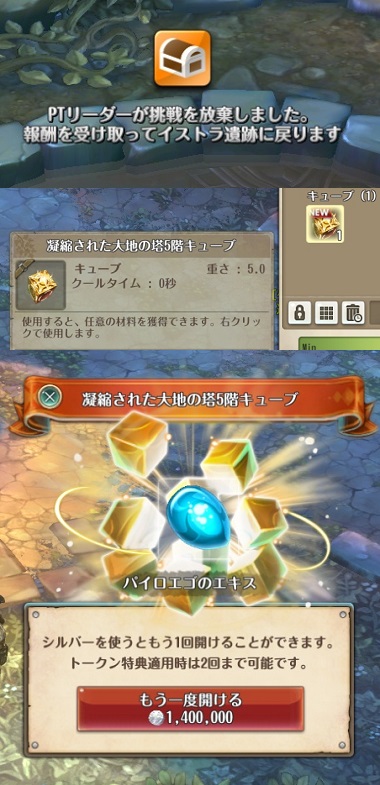 PTリーダーが挑戦を放棄しました。
報酬を受け取ってイストラ遺跡に戻ります
キューブ (1)
NEW
1
凝縮された大地の塔5階キューブ
キューブ
重さ : 5.0
クールタイム : 0秒
使用すると、任意の材料を獲得できます。右クリッ
クで使用します。
凝縮された大地の塔5階キューブ
パイロエゴのエキス
シルバーを使うともう1回開けることができます。
トークン特典適用時は2回まで可能です。
もう一度開ける
1,400,000